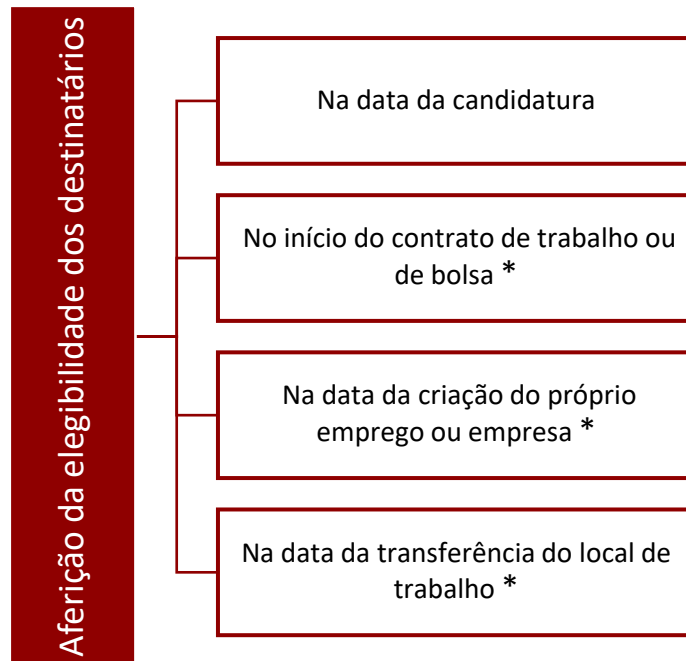 Aferição da elegibilidade dos destinatários
Na data da candidatura
No início do contrato de trabalho ou
de bolsa *
Na data da criação do próprio
emprego ou empresa *
Na data da transferência do local de
trabalho *